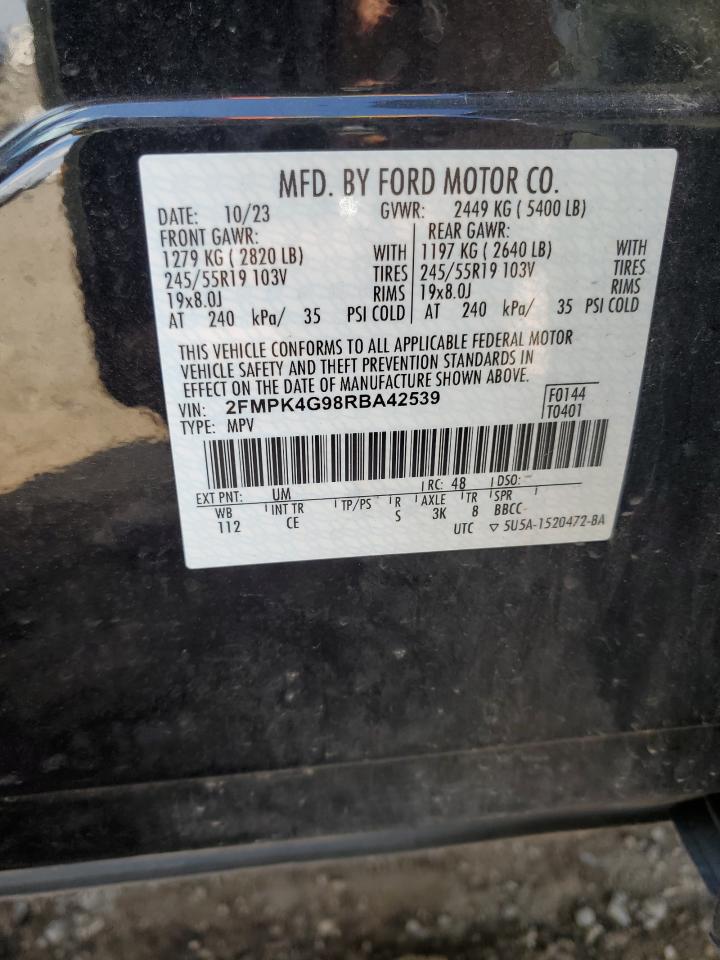 MFD. BY FORD MOTOR CO.
DATE: 10/23 GVWR: 2449 KG ( 5400 LB)
FRONT GAWR: REAR GAWR:
1279 KG ( 2820 LB) WITH 1197 KG ( 2640 LB) WITH
245/55R19 103V TIRES 245/55R19 103V TIRES
19x8.0J RIMS 19x8.0J RIMS
AT 240 kPa/ 35 PSI COLD AT 240 kPa/ 35 PSI COLD
THIS VEHICLE CONFORMS TO ALL APPLICABLE FEDERAL MOTOR
VEHICLE SAFETY AND THEFT PREVENTION STANDARDS IN
EFFECT ON THE DATE OF MANUFACTURE SHOWN ABOVE.
VIN: 2FMPK4G98RBA42539 F0144
TYPE: MPV T0401
EXT PNT: UM RC: 48 DSO:
WB INT TR TP/PS R AXLE TR SPR
112 CE S 3K 8 BBCC
UTC ▽ 5U5A-1520472-BA